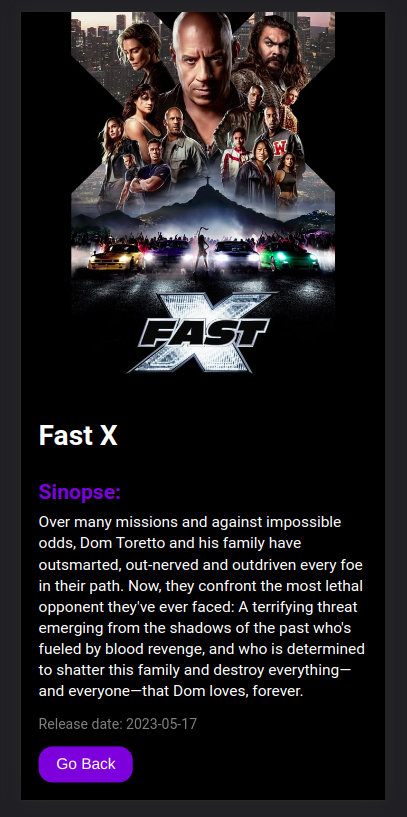 W
FAST X
Fast X
Sinopse:
Over many missions and against impossible
odds, Dom Toretto and his family have
outsmarted, out-nerved and outdriven every foe
in their path. Now, they confront the most lethal
opponent they've ever faced: A terrifying threat
emerging from the shadows of the past who's
fueled by blood revenge, and who is determined
to shatter this family and destroy everything—
and everyone—that Dom loves, forever.
Release date: 2023-05-17
Go Back